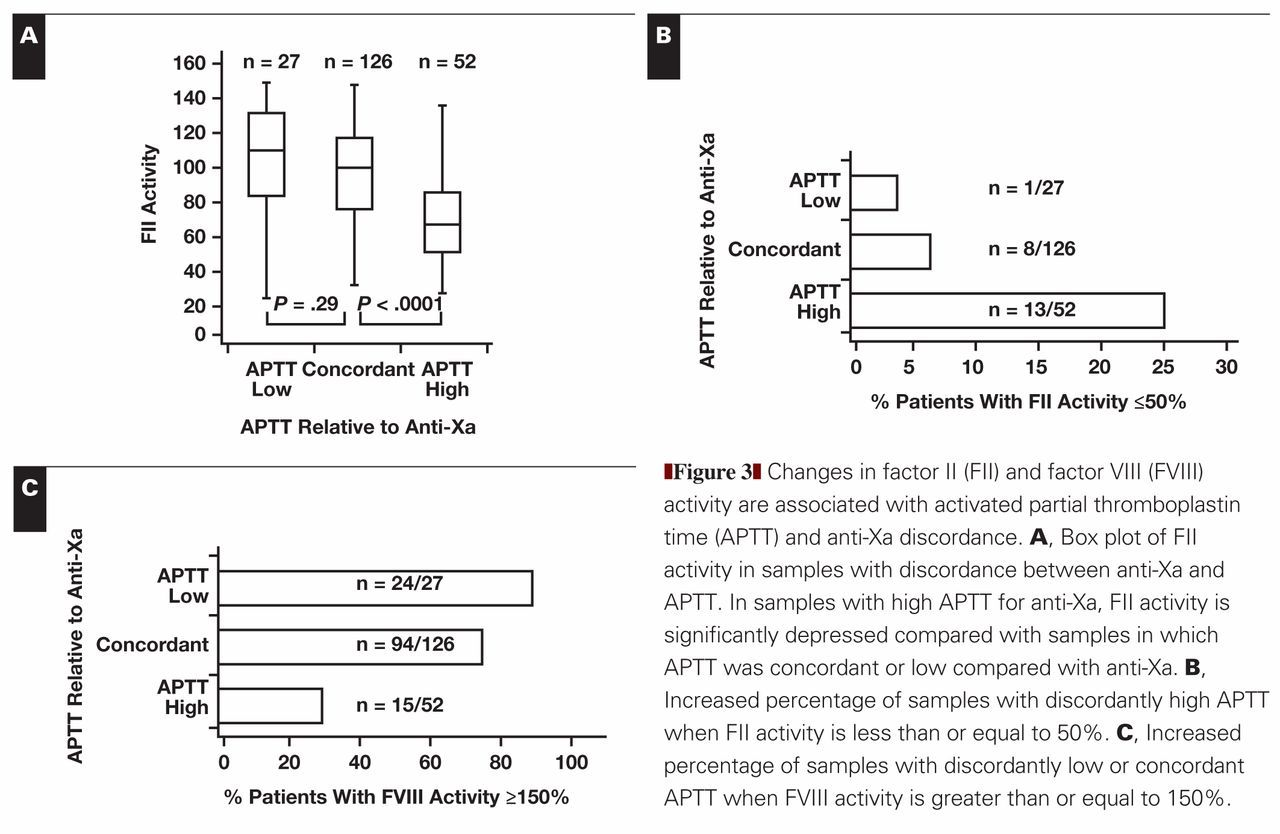 A
n = 27 n = 126 n = 52
160
140
120
100
80
60
40
20
0
FII Activity
P = .29 P < .0001
APTT Low
Concordant
APTT High
APTT Relative to Anti-Xa
B
APTT Relative to Anti-Xa
APTT Low
n = 1/27
Concordant
n = 8/126
APTT High
n = 13/52
0 5 10 15 20 25 30
% Patients With FII Activity ≤50%
C
APTT Relative to Anti-Xa
APTT Low
n = 24/27
Concordant
n = 94/126
APTT High
n = 15/52
0 20 40 60 80 100
% Patients With FVIII Activity ≥150%
Figure 3 Changes in factor II (FII) and factor VIII (FVIII)
activity are associated with activated partial thromboplastin
time (APTT) and anti-Xa discordance. A, Box plot of FII
activity in samples with discordance between anti-Xa and
APTT. In samples with high APTT for anti-Xa, FII activity is
significantly depressed compared with samples in which
APTT was concordant or low compared with anti-Xa. B,
Increased percentage of samples with discordantly high APTT
when FII activity is less than or equal to 50%. C, Increased
percentage of samples with discordantly low or concordant
APTT when FVIII activity is greater than or equal to 150%.